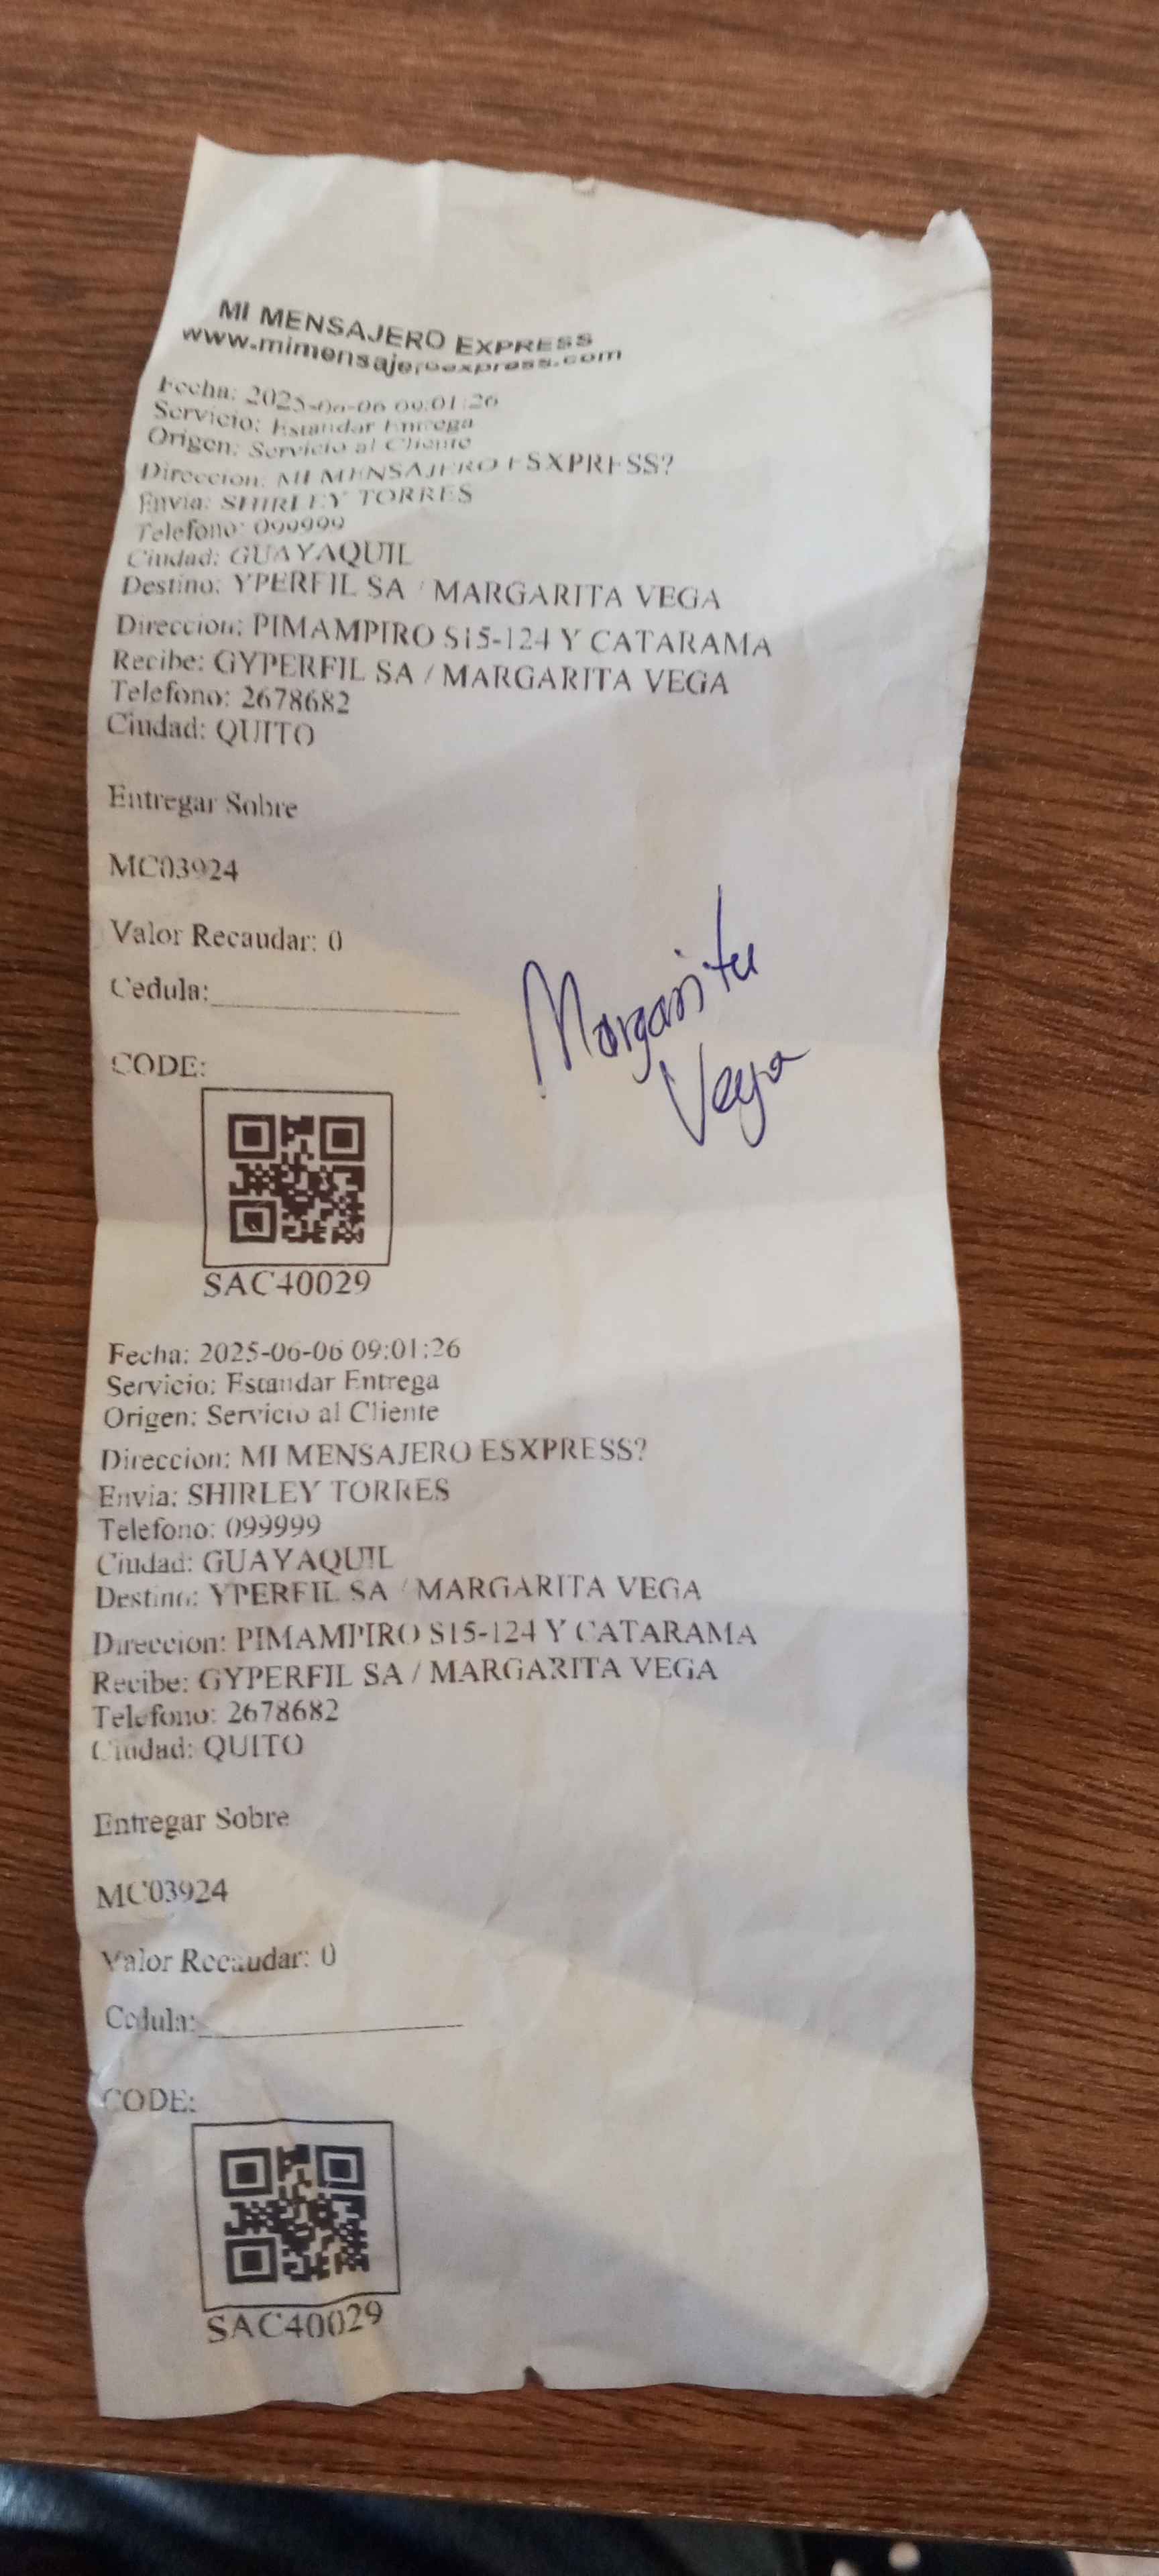 MI MENSAJERO EXPRESS
www.mimensajeroexpress.com
Fecha: 2025-06-06 09:01:26
Servicio: Estandar Entrega
Origen: Servicio al Cliente
Direccion: MI MENSAJERO ESXPRESS?
Envia: SHIRLEY TORRES
Telefono: 099999
Ciudad: GUAYAQUIL
Destino: YPERFIL SA / MARGARITA VEGA
Direccion: PIMAMPIRO S15-124 Y CATARAMA
Recibe: GYPERFIL SA / MARGARITA VEGA
Telefono: 2678682
Ciudad: QUITO
Entregar Sobre
MC03924
Valor Recaudar: 0
Cedula:
Margarita
Vega
CODE:
SAC40029
Fecha: 2025-06-06 09:01:26
Servicio: Estandar Entrega
Origen: Servicio al Cliente
Direccion: MI MENSAJERO ESXPRESS?
Envia: SHIRLEY TORRES
Telefono: 099999
Ciudad: GUAYAQUIL
Destino: YPERFIL SA / MARGARITA VEGA
Direccion: PIMAMPIRO S15-124 Y CATARAMA
Recibe: GYPERFIL SA / MARGARITA VEGA
Telefono: 2678682
Ciudad: QUITO
Entregar Sobre
MC03924
Valor Recaudar: 0
Cedula:
CODE:
SAC40029